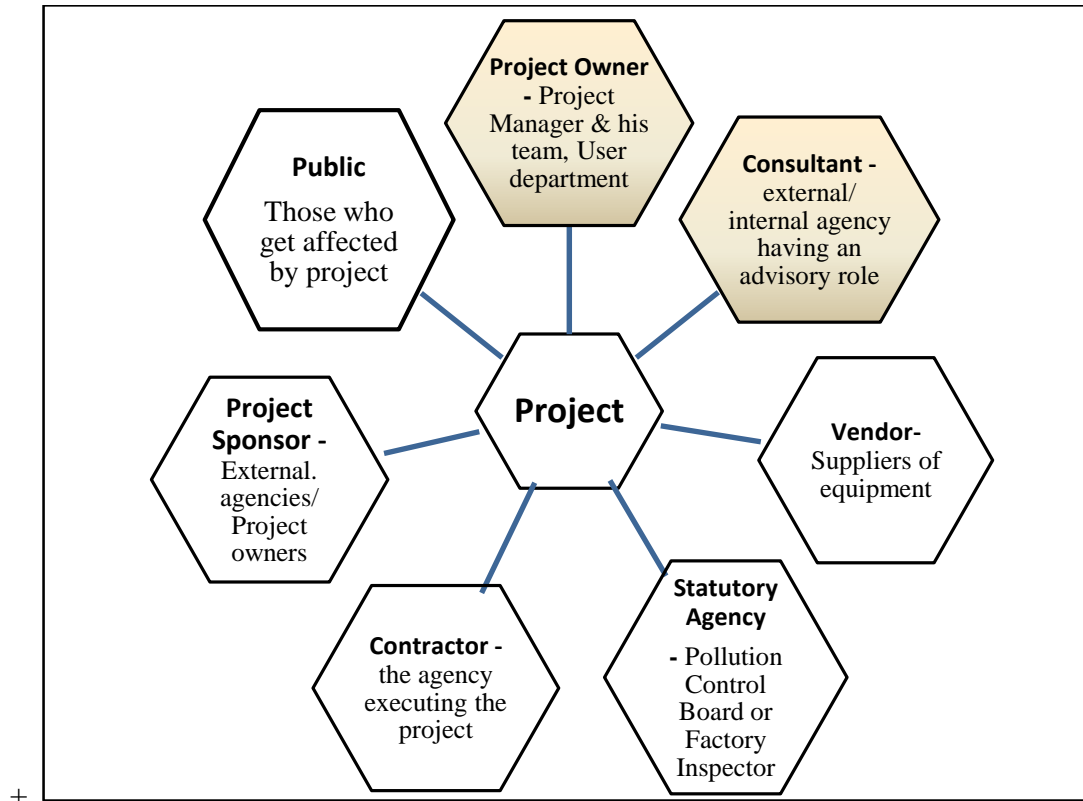 Project Owner
- Project
Manager & his
team, User
department
Public
Those who
get affected
by project
Consultant -
external/
internal agency
having an
advisory role
Project
Project
Sponsor -
External.
agencies/
Project
owners
Vendor-
Suppliers of
equipment
Contractor -
the agency
executing the
project
Statutory
Agency
- Pollution
Control
Board or
Factory
Inspector
+